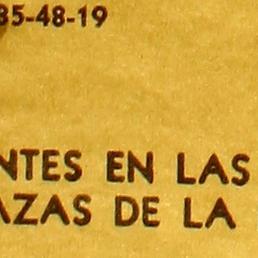 35-48-19
NTES EN LAS
AZAS DE LA